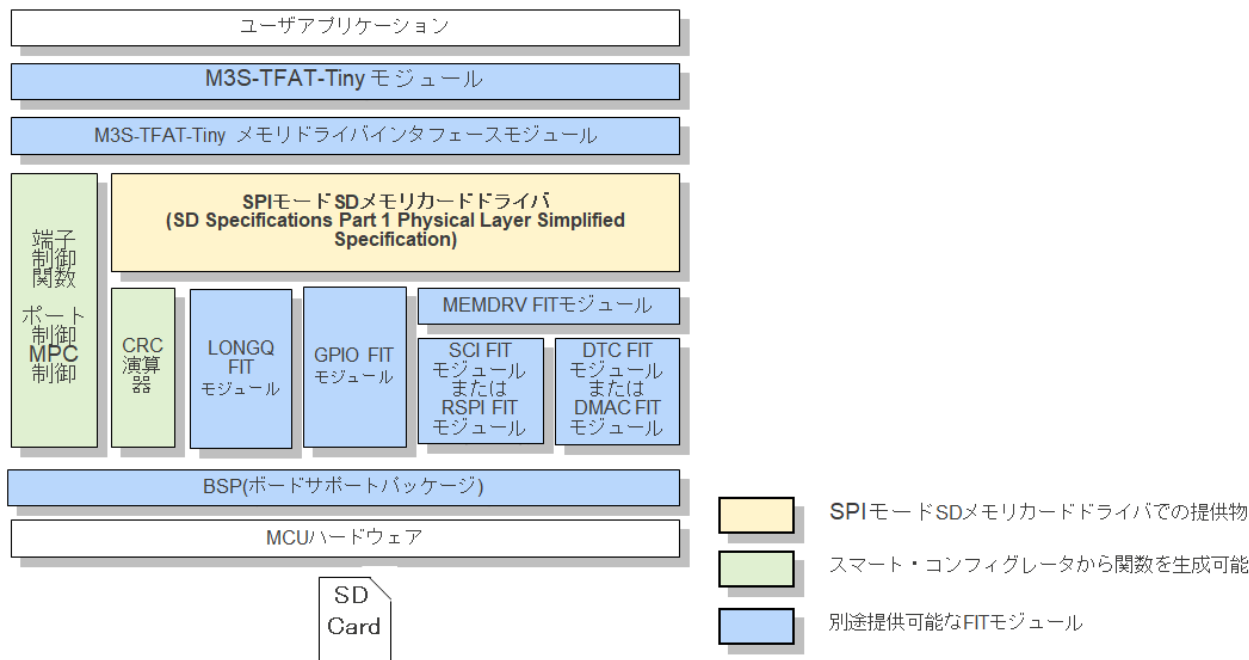 ユーザアプリケーション
M3S-TFAT-Tiny モジュール
M3S-TFAT-Tiny メモリドライバインタフェースモジュール
端子
制御
関数
ポート
制御
MPC
制御
SPIモードSDメモリカードドライバ
(SD Specifications Part 1 Physical Layer Simplified
Specification)
CRC
演算
器
LONGQ
FIT
モジュール
GPIO FIT
モジュール
MEMDRV FITモジュール
SCI FIT
モジュール
または
RSPI FIT
モジュール
DTC FIT
モジュール
または
DMAC FIT
モジュール
BSP(ボードサポートパッケージ)
MCUハードウェア
SD
Card
SPIモードSDメモリカードドライバでの提供物
スマート・コンフィグレータから関数を生成可能
別途提供可能なFITモジュール